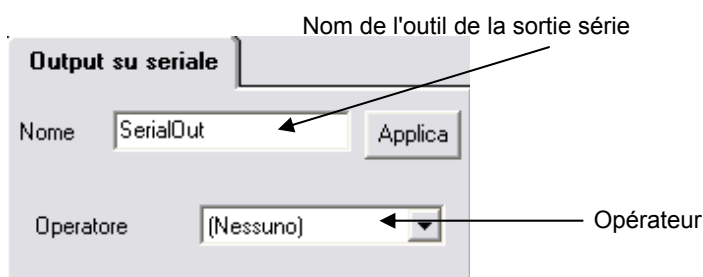 Nom de l'outil de la sortie série
Output su seriale
Nome SerialOut Applica
Operatore (Nessuno) Opérateur